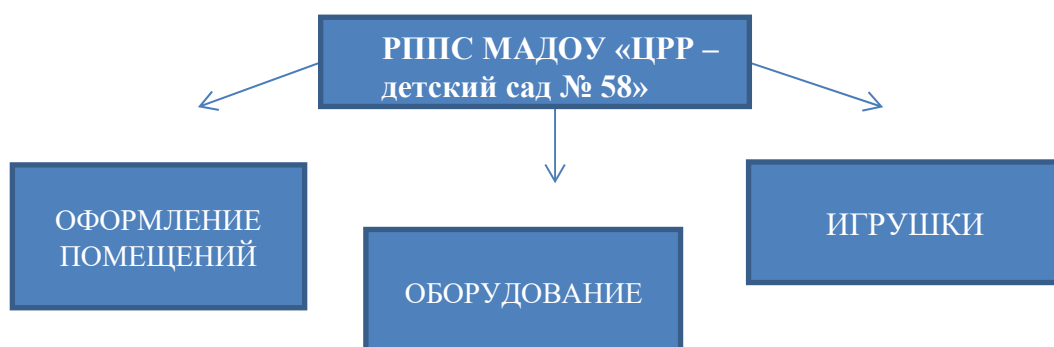 РППС МАДОУ «ЦРР –
детский сад № 58»
ОФОРМЛЕНИЕ
ПОМЕЩЕНИЙ
ОБОРУДОВАНИЕ
ИГРУШКИ